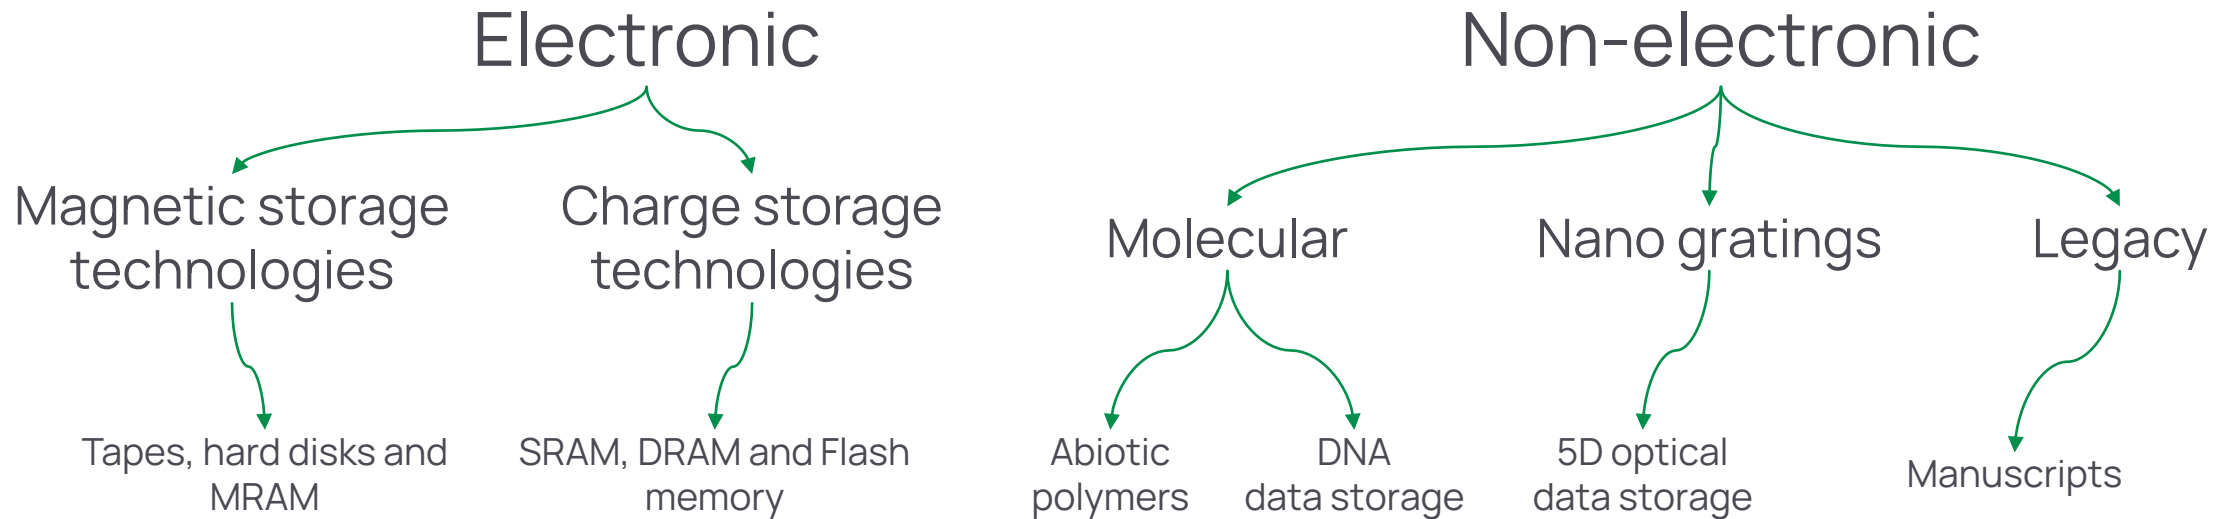 Electronic
Non-electronic
Magnetic storage
technologies
Charge storage
technologies
Molecular
Nano gratings
Legacy
Tapes, hard disks and
MRAM
SRAM, DRAM and Flash
memory
Abiotic
polymers
DNA
data storage
5D optical
data storage
Manuscripts